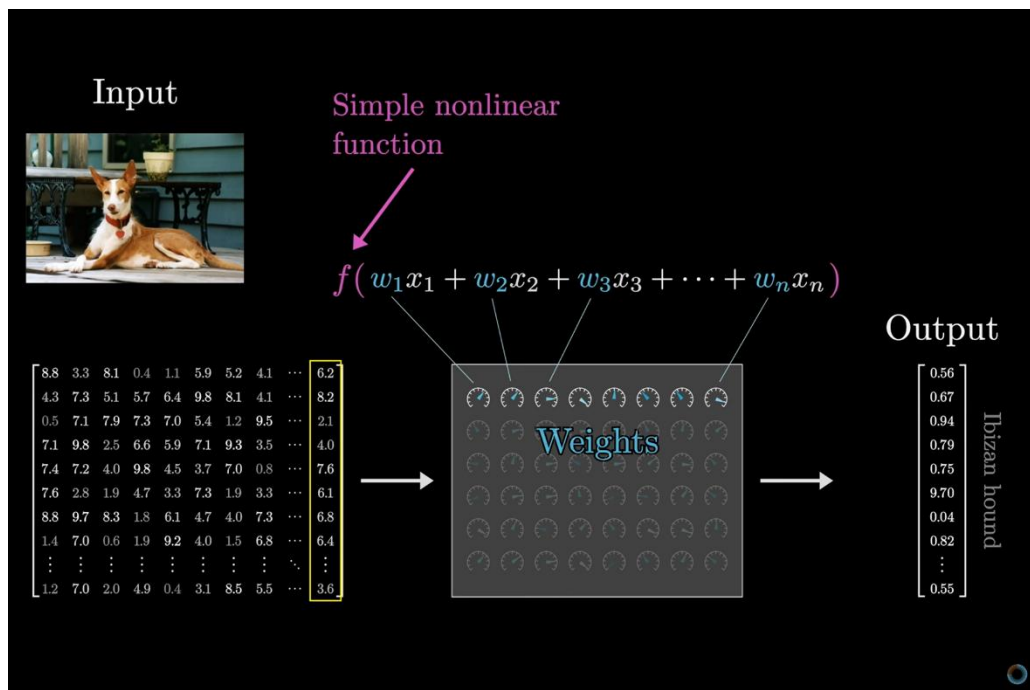 Input
Simple nonlinear
function
f( w₁x₁ + w₂x₂ + w₃x₃ + ⋯ + wₙxₙ )
Output
8.8 3.3 8.1 0.4 1.1 5.9 5.2 4.1 ⋯ 6.2
4.3 7.3 5.1 5.7 6.4 9.8 8.1 4.1 ⋯ 8.2
0.5 7.1 7.9 7.3 7.0 5.4 1.2 9.5 ⋯ 2.1
7.1 9.8 2.5 6.6 5.9 7.1 9.3 3.5 ⋯ 4.0
7.4 7.2 4.0 9.8 4.5 3.7 7.0 0.8 ⋯ 7.6
7.6 2.8 1.9 4.7 3.3 7.3 1.9 3.3 ⋯ 6.1
8.8 9.7 8.3 1.8 6.1 4.7 4.0 7.3 ⋯ 6.8
1.4 7.0 0.6 1.9 9.2 4.0 1.5 6.8 ⋯ 6.4
⋮ ⋮ ⋮ ⋮ ⋮ ⋮ ⋮ ⋮ ⋱ ⋮
1.2 7.0 2.0 4.9 0.4 3.1 8.5 5.5 ⋯ 3.6
Weights
0.56
0.67
0.94
0.79
0.75
9.70
0.04
0.82
⋮
0.55
Ibizan hound